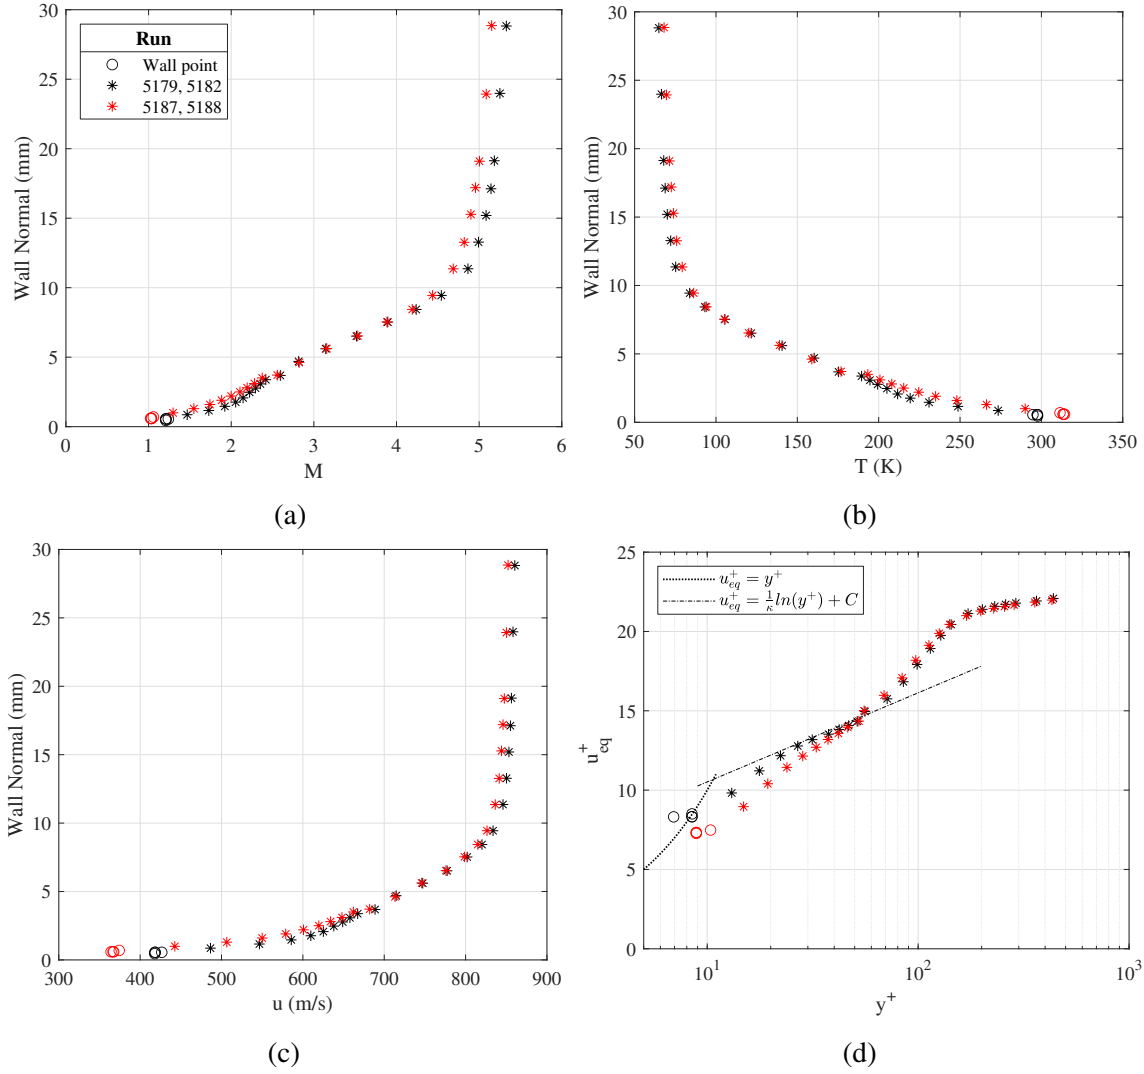 30
25
20
15
10
5
0
Wall Normal (mm)
Run
Wall point
5179, 5182
5187, 5188
0 1 2 3 4 5 6
M
(a)
30
25
20
15
10
5
0
Wall Normal (mm)
50 100 150 200 250 300 350
T (K)
(b)
30
25
20
15
10
5
0
Wall Normal (mm)
300 400 500 600 700 800 900
u (m/s)
(c)
25
20
15
10
5
0
u⁺eq
u⁺eq = y⁺
u⁺eq = 1/κ ln(y⁺) + C
10¹ 10² 10³
y⁺
(d)